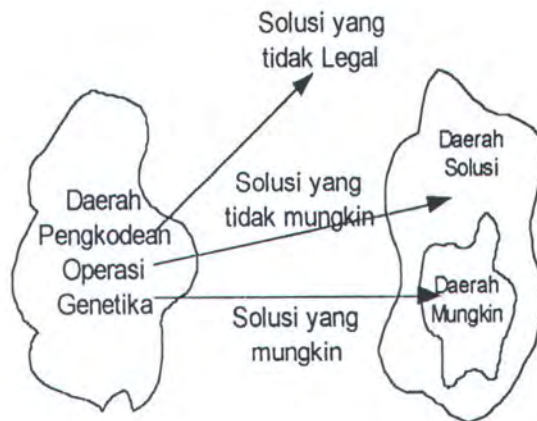 Solusi yang
tidak Legal
Daerah
Pengkodean
Operasi
Genetika
Solusi yang
tidak mungkin
Solusi yang
mungkin
Daerah
Solusi
Daerah
Mungkin